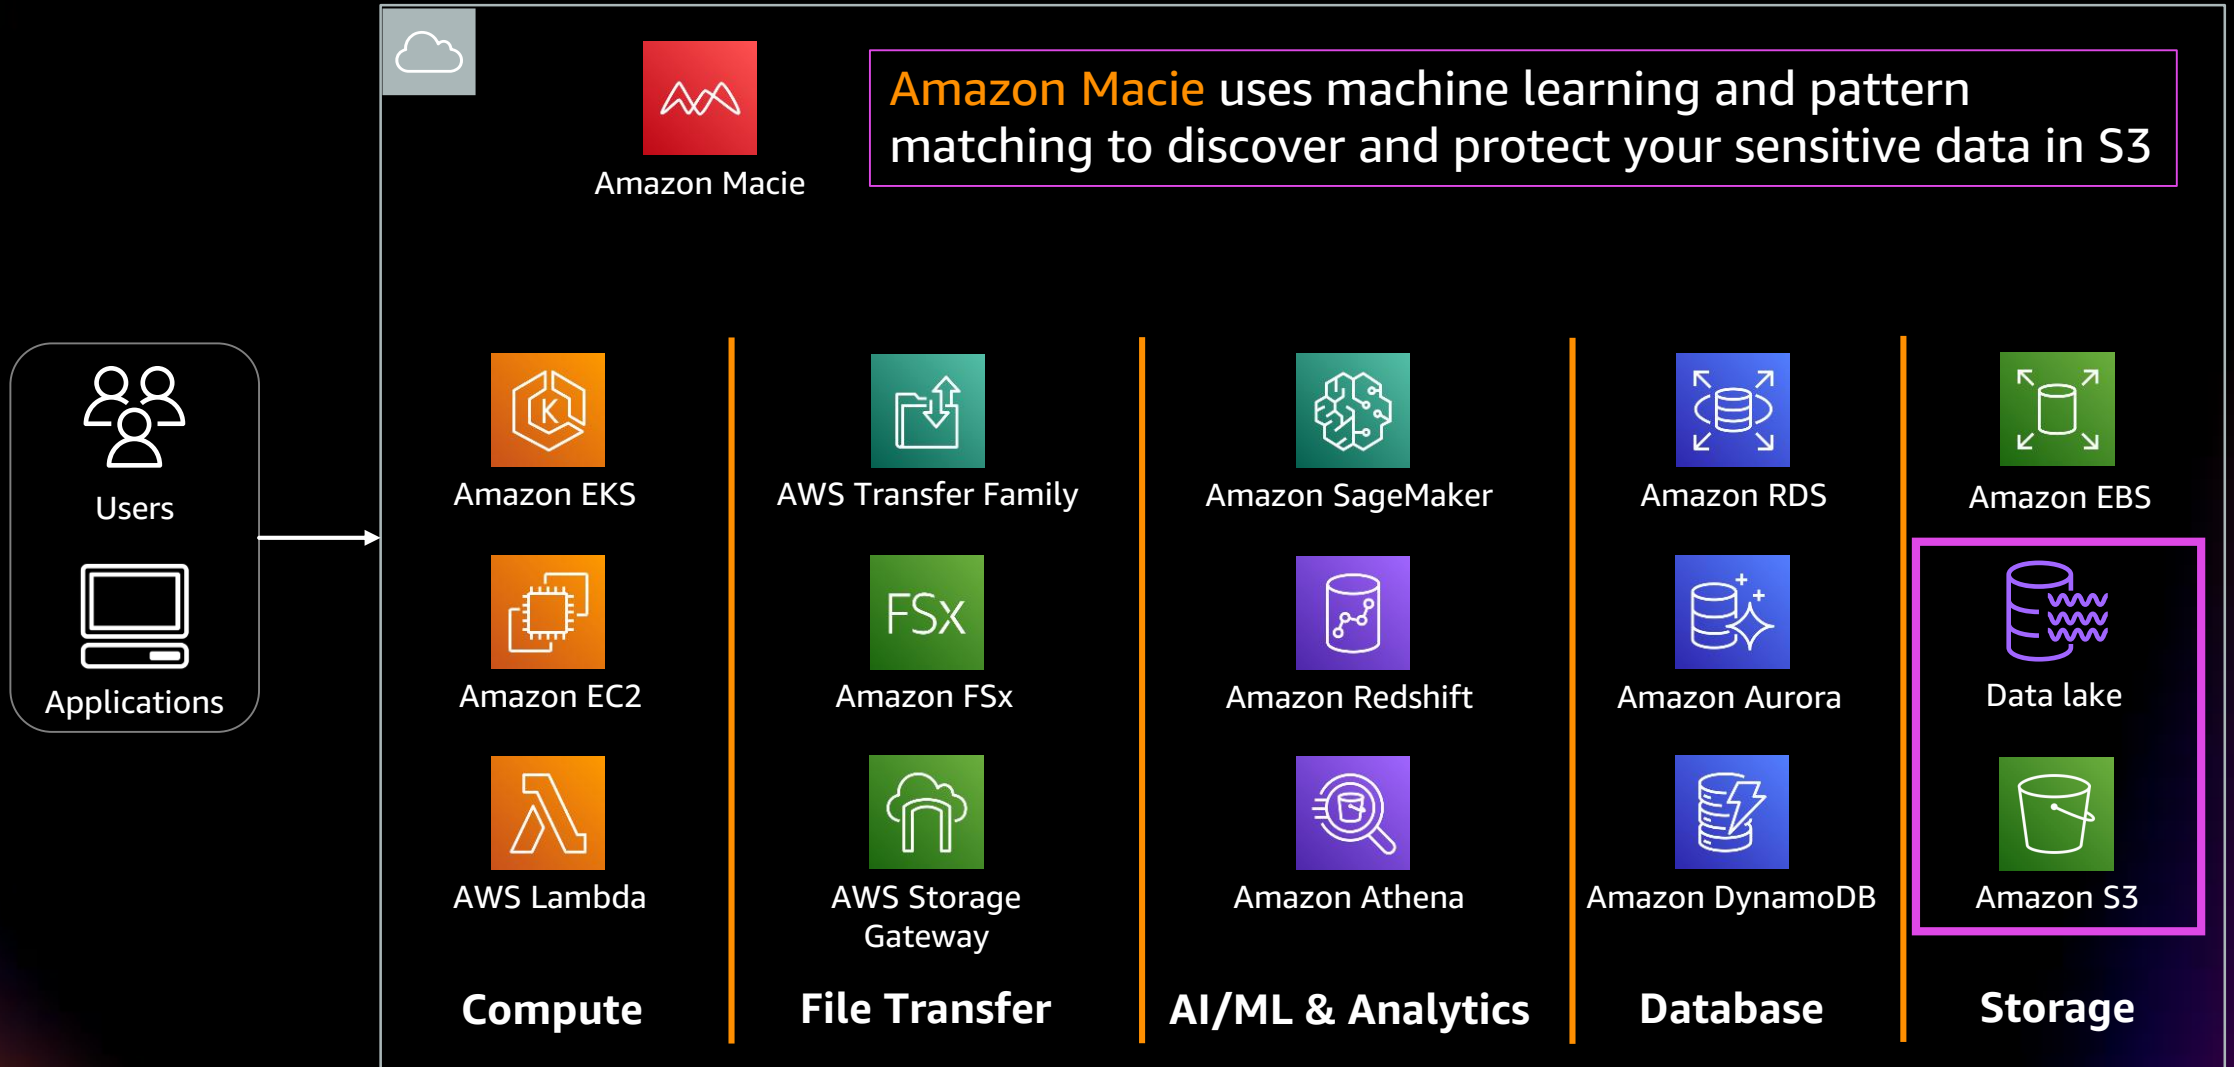 Amazon Macie
Amazon Macie uses machine learning and pattern
matching to discover and protect your sensitive data in S3
Users
Applications
Amazon EKS
Amazon EC2
AWS Lambda
Compute
AWS Transfer Family
FSx
Amazon FSx
AWS Storage
Gateway
File Transfer
Amazon SageMaker
Amazon Redshift
Amazon Athena
AI/ML & Analytics
Amazon RDS
Amazon Aurora
Amazon DynamoDB
Database
Amazon EBS
Data lake
Amazon S3
Storage
K